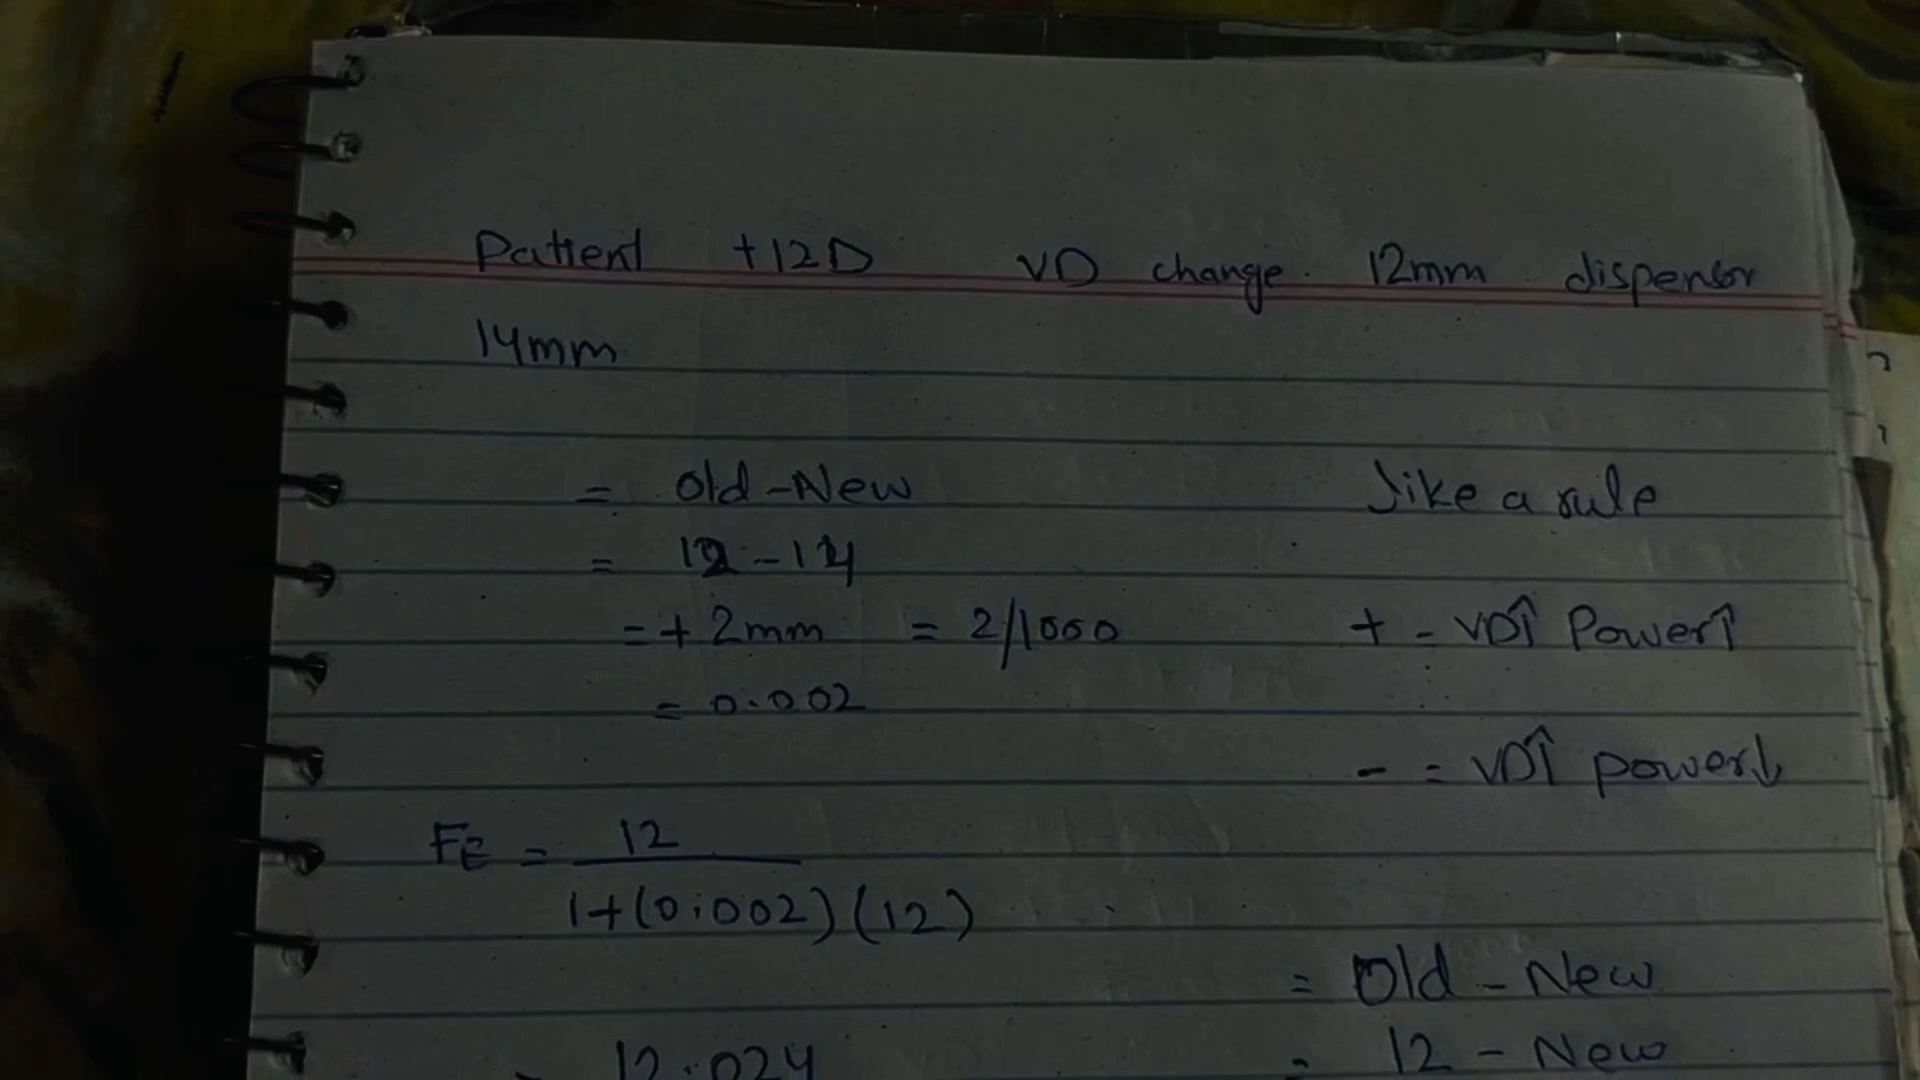 Patient +12D VD change. 12mm dispensor
14mm
= Old-New
= 12-14
= +2mm = 2/1000
= 0.002
like a rule
+ = VD↑ Power↑
- = VD↑ power↓
FE = 12
1+(0.002)(12)
= 12.024
= Old - New
= 12 - New